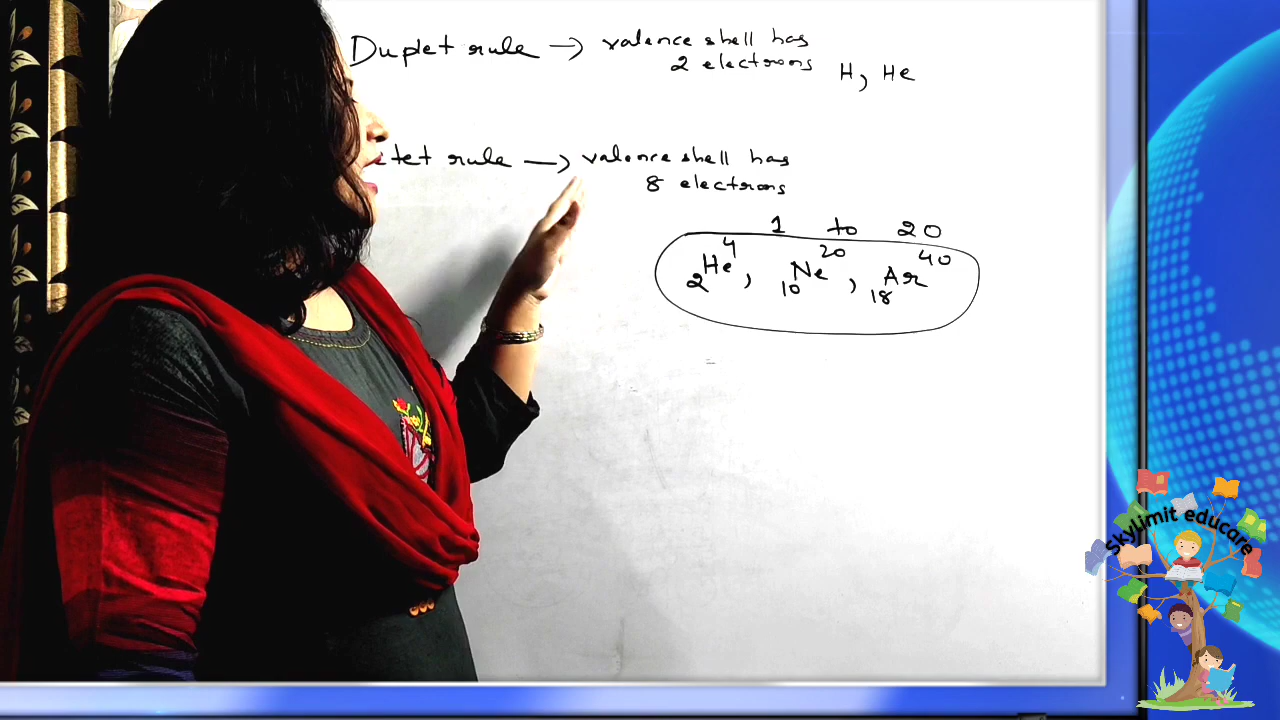 Duplet rule → valence shell has
2 electrons H, He
tet rule → valence shell has
8 electrons
1 to 20
₂He⁴, ₁₀Ne²⁰, ₁₈Ar⁴⁰
Skylimit educare